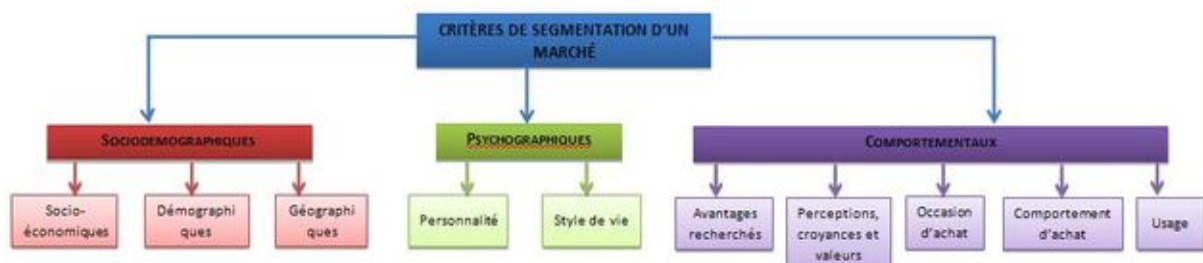 CRITÈRES DE SEGMENTATION D'UN
MARCHÉ
SOCIODEMOGRAPHIQUES
PSYCHOGRAPHIQUES
COMPORTEMENTAUX
Socio-
économiques
Démographi
ques
Géographi
ques
Personnalité
Style de vie
Avantages
recherchés
Perceptions,
croyances et
valeurs
Occasion
d'achat
Comportement
d'achat
Usage